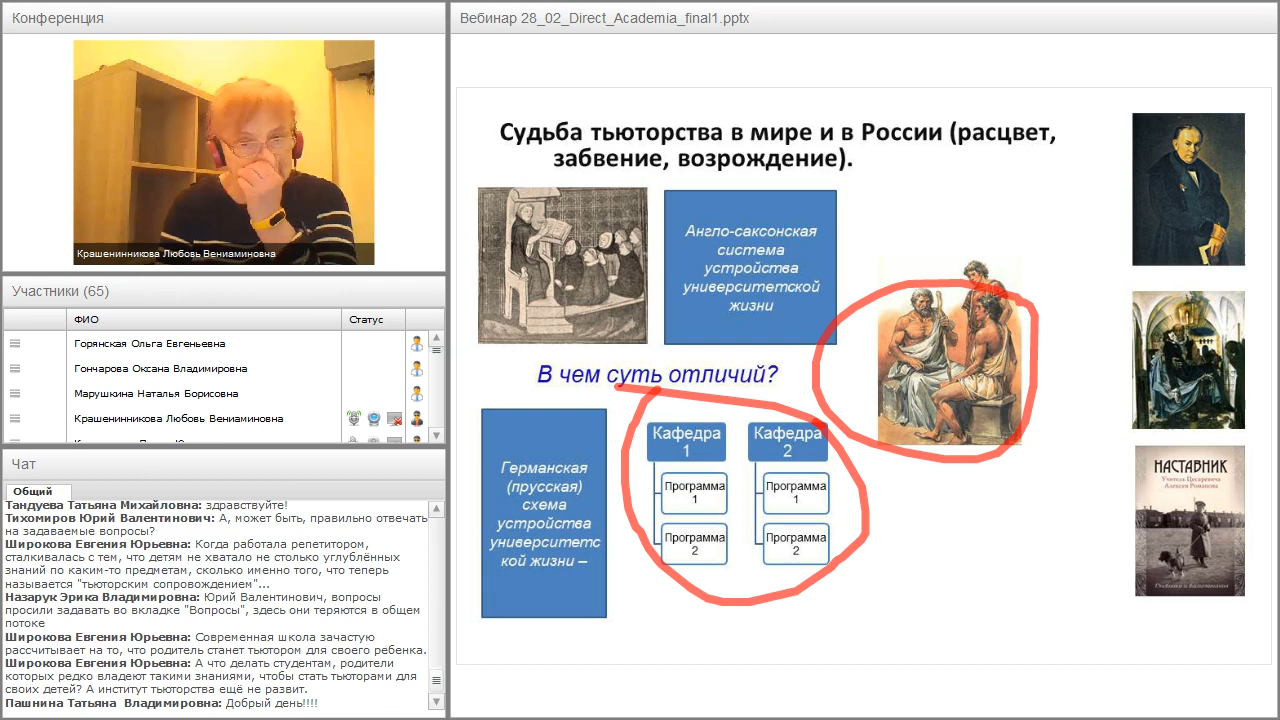 Конференция
Крашенинникова Любовь Вениаминовна
Участники (65)
ФИО
Статус
Горянская Ольга Евгеньевна
Гончарова Оксана Владимировна
Марушкина Наталья Борисовна
Крашенинникова Любовь Вениаминовна
Чат
Общий
Тандуева Татьяна Михайловна: здравствуйте!
Тихомиров Юрий Валентинович: А, может быть, правильно отвечать
на задаваемые вопросы?
Широкова Евгения Юрьевна: Когда работала репетитором,
сталкивалась с тем, что детям не хватало не столько углублённых
знаний по каким-то предметам, сколько именно того, что теперь
называется "тьюторским сопровождением"...
Назарук Эрика Владимировна: Юрий Валентинович, вопросы
просили задавать во вкладке "Вопросы", здесь они теряются в общем
потоке
Широкова Евгения Юрьевна: Современная школа зачастую
рассчитывает на то, что родитель станет тьютором для своего ребенка.
Широкова Евгения Юрьевна: А что делать студентам, родители
которых редко владеют такими знаниями, чтобы стать тьюторами для
своих детей? А институт тьюторства ещё не развит.
Пашнина Татьяна Владимировна: Добрый день!!!!
Вебинар 28_02_Direct_Academia_final1.pptx
Судьба тьюторства в мире и в России (расцвет,
забвение, возрождение).
Англо-саксонская
система
устройства
университетской
жизни
В чем суть отличий?
Германская
(прусская)
схема
устройства
университетс
кой жизни –
Кафедра
1
Программа
1
Программа
2
Кафедра
2
Программа
1
Программа
2
НАСТАВНИК
Учитель Цесаревича
Алексея Романова
Дневники и воспоминания